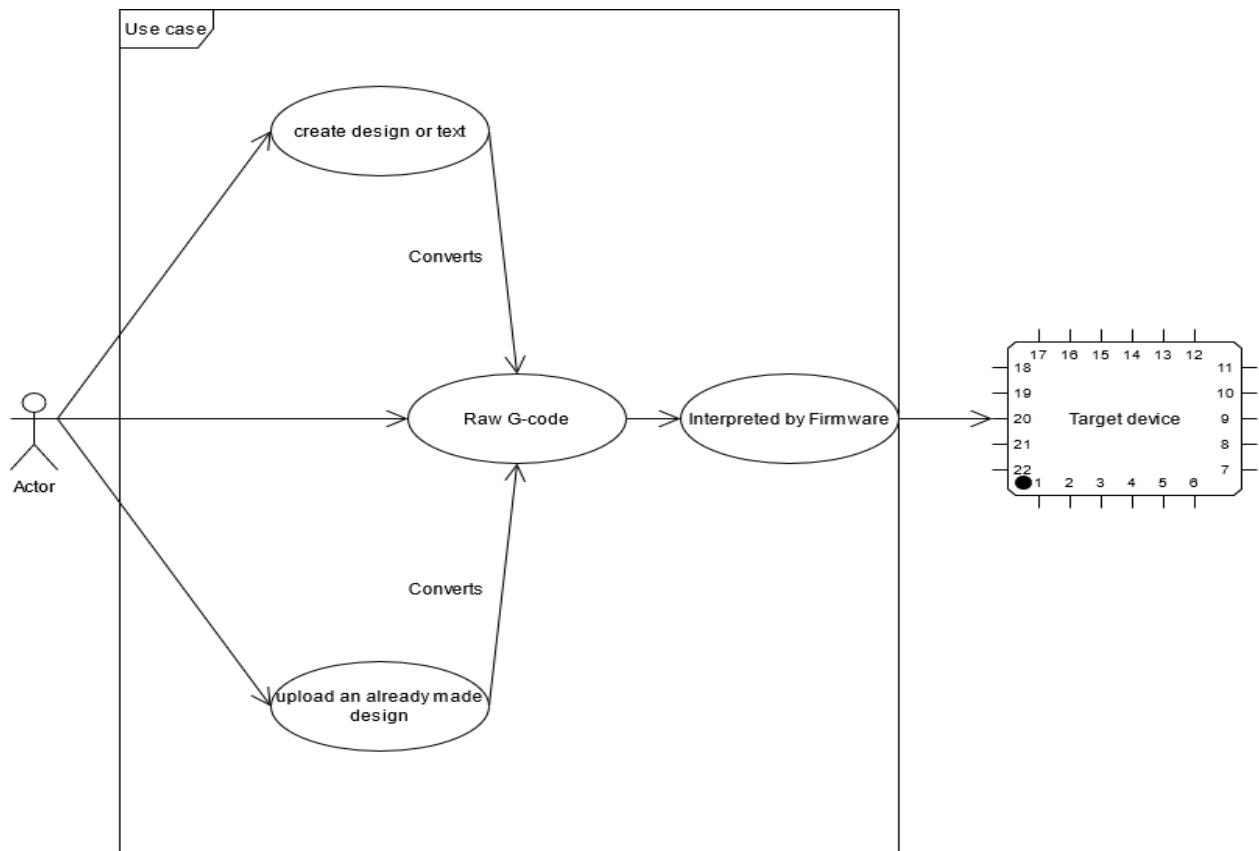 Use case
create design or text
Converts
17 16 15 14 13 12
18 11
19 10
Actor
Raw G-code
Interpreted by Firmware
20 Target device 9
21 8
22 7
1 2 3 4 5 6
Converts
upload an already made
design